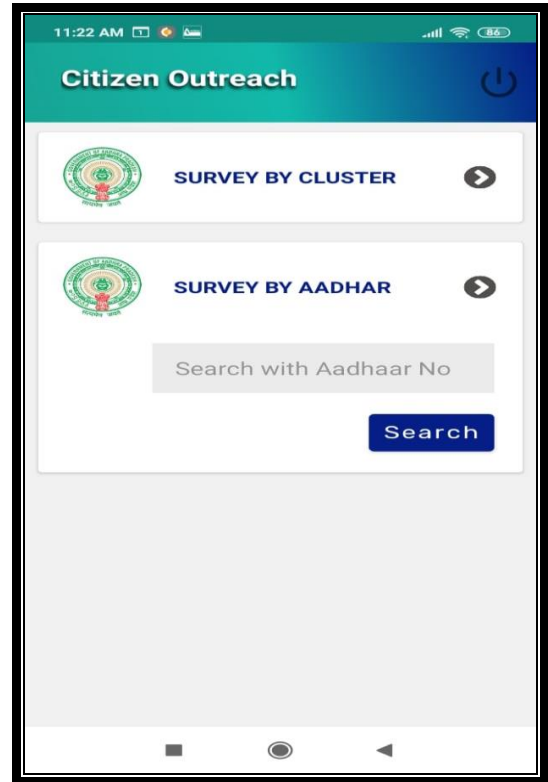 11:22 AM
86
Citizen Outreach
SURVEY BY CLUSTER
SURVEY BY AADHAR
Search with Aadhaar No
Search